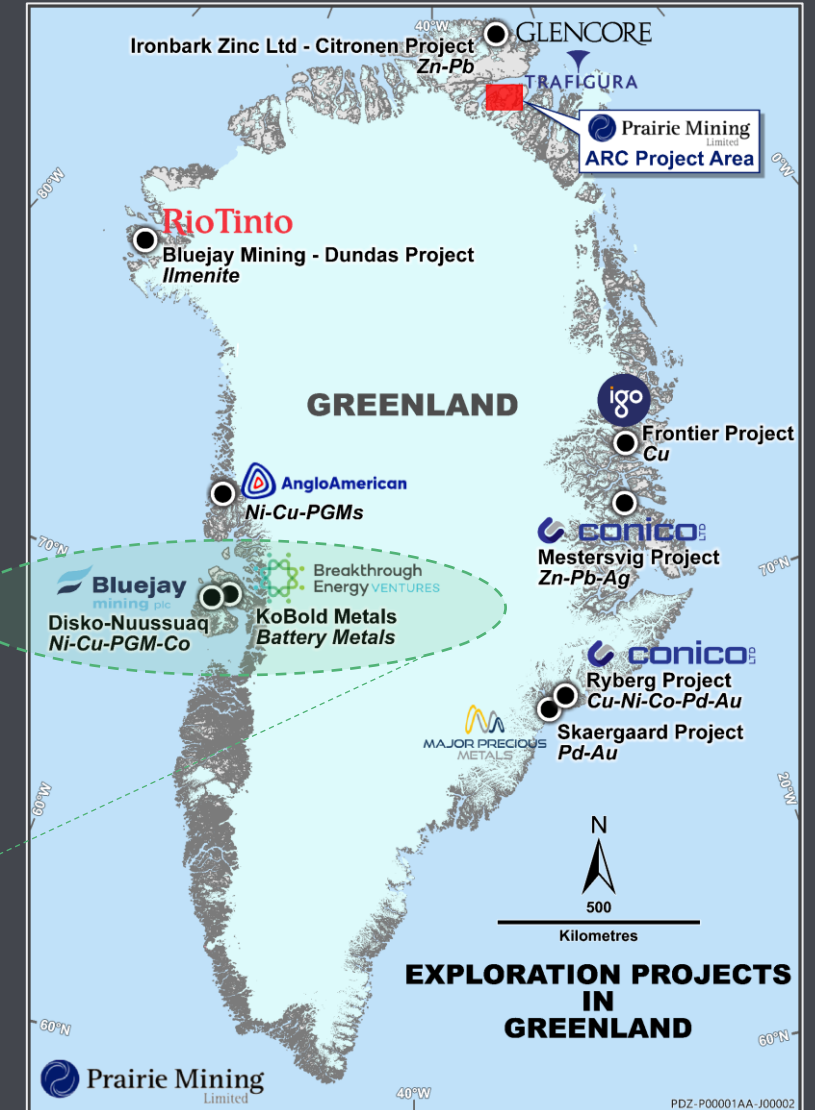 40°W
GLENCORE
Ironbark Zinc Ltd - Citronen Project
Zn-Pb
TRAFIGURA
Prairie Mining
Limited
ARC Project Area
80°W
0°W
RioTinto
Bluejay Mining - Dundas Project
Ilmenite
igo
GREENLAND
Frontier Project
Cu
AngloAmerican
Ni-Cu-PGMs
conico LTD
Mestersvig Project
Zn-Pb-Ag
70°N
70°N
Bluejay
mining plc
Disko-Nuussuaq
Ni-Cu-PGM-Co
Breakthrough
Energy VENTURES
KoBold Metals
Battery Metals
conico LTD
Ryberg Project
Cu-Ni-Co-Pd-Au
MAJOR PRECIOUS
METALS
Skaergaard Project
Pd-Au
60°W
20°W
N
500
Kilometres
EXPLORATION PROJECTS
IN
GREENLAND
60°N
60°N
Prairie Mining
Limited
40°W
PDZ-P00001AA-J00002